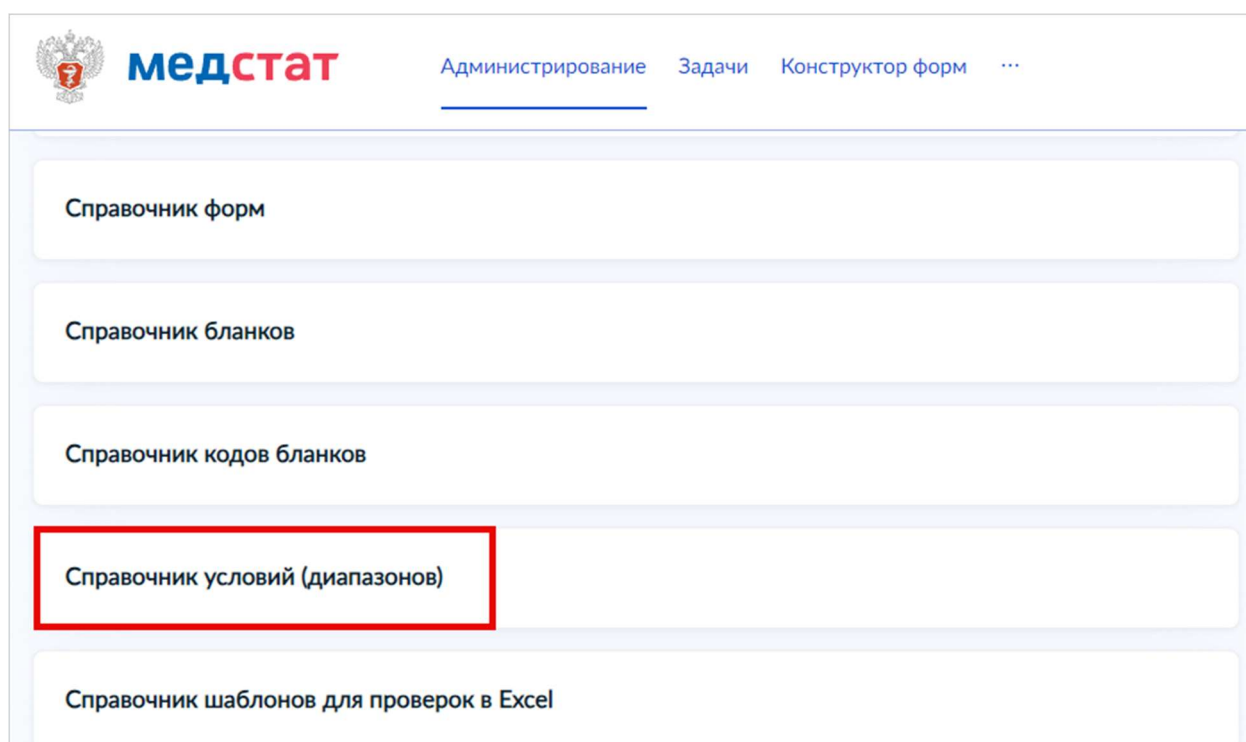 медстат
Администрирование Задачи Конструктор форм ...
Справочник форм
Справочник бланков
Справочник кодов бланков
Справочник условий (диапазонов)
Справочник шаблонов для проверок в Excel